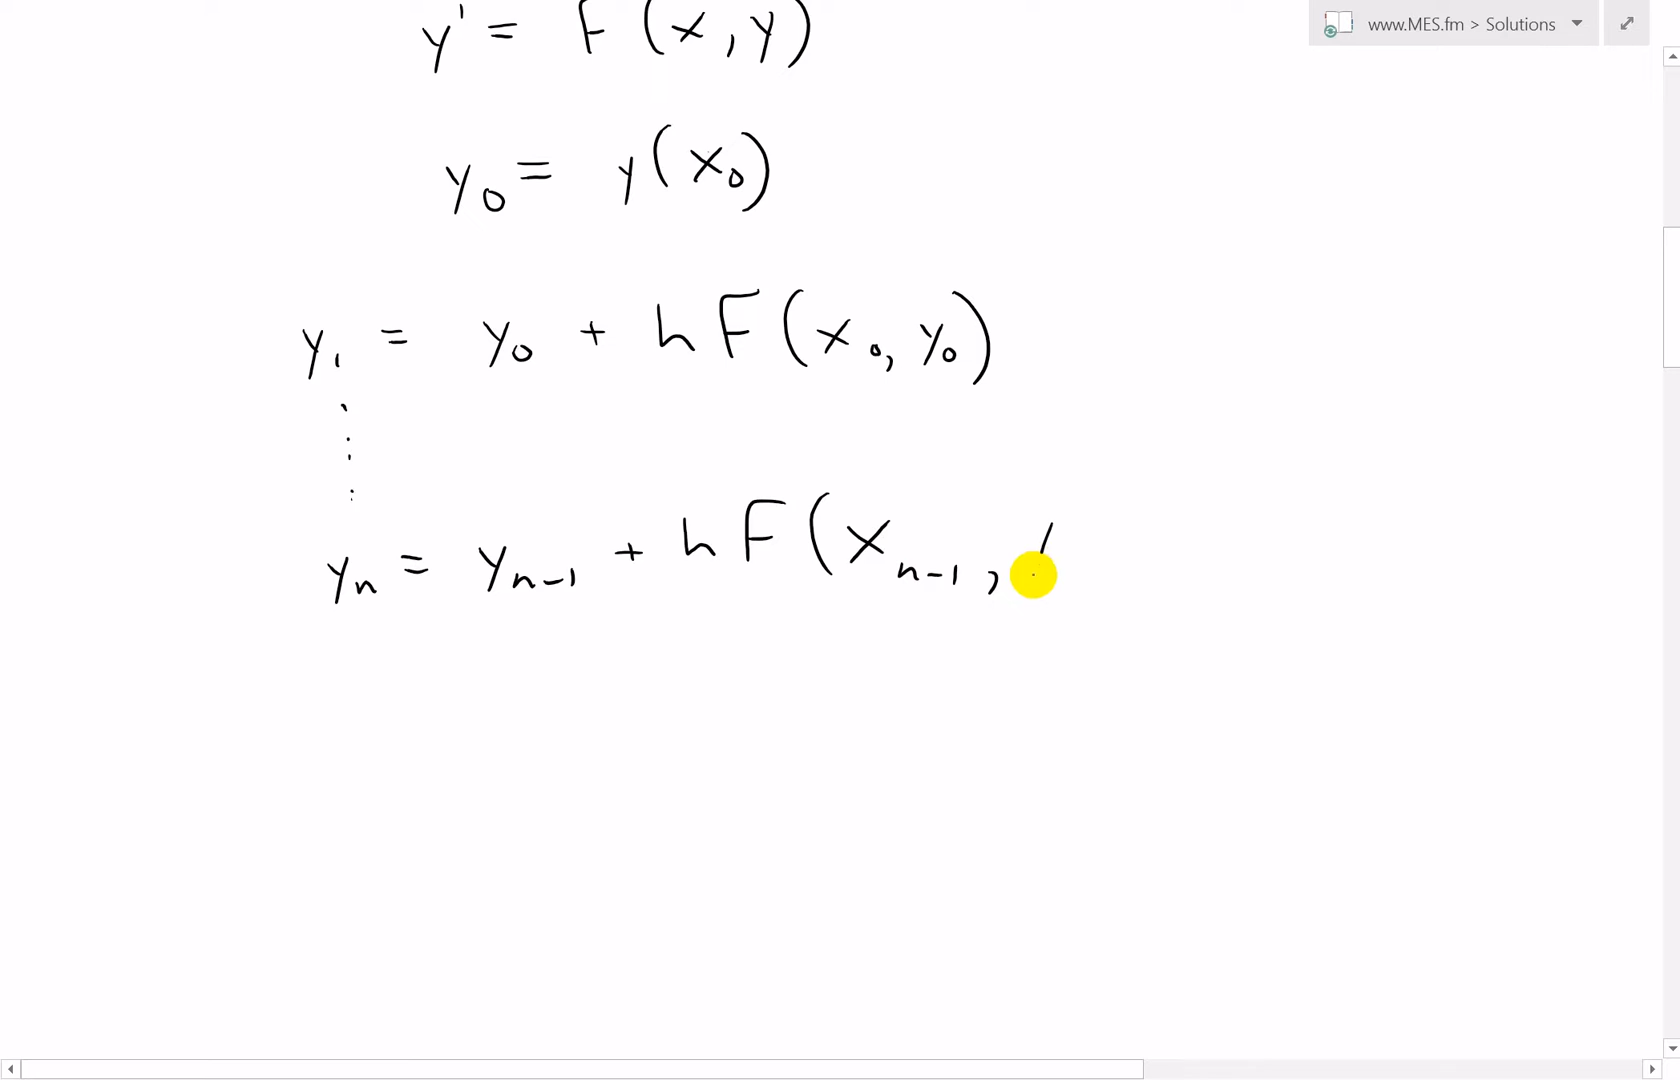 www.MES.fm > Solutions
y' = F (x, y)
y₀ = y(x₀)
y₁ = y₀ + hF(x₀, y₀)
⋮
yₙ = yₙ₋₁ + hF(xₙ₋₁,